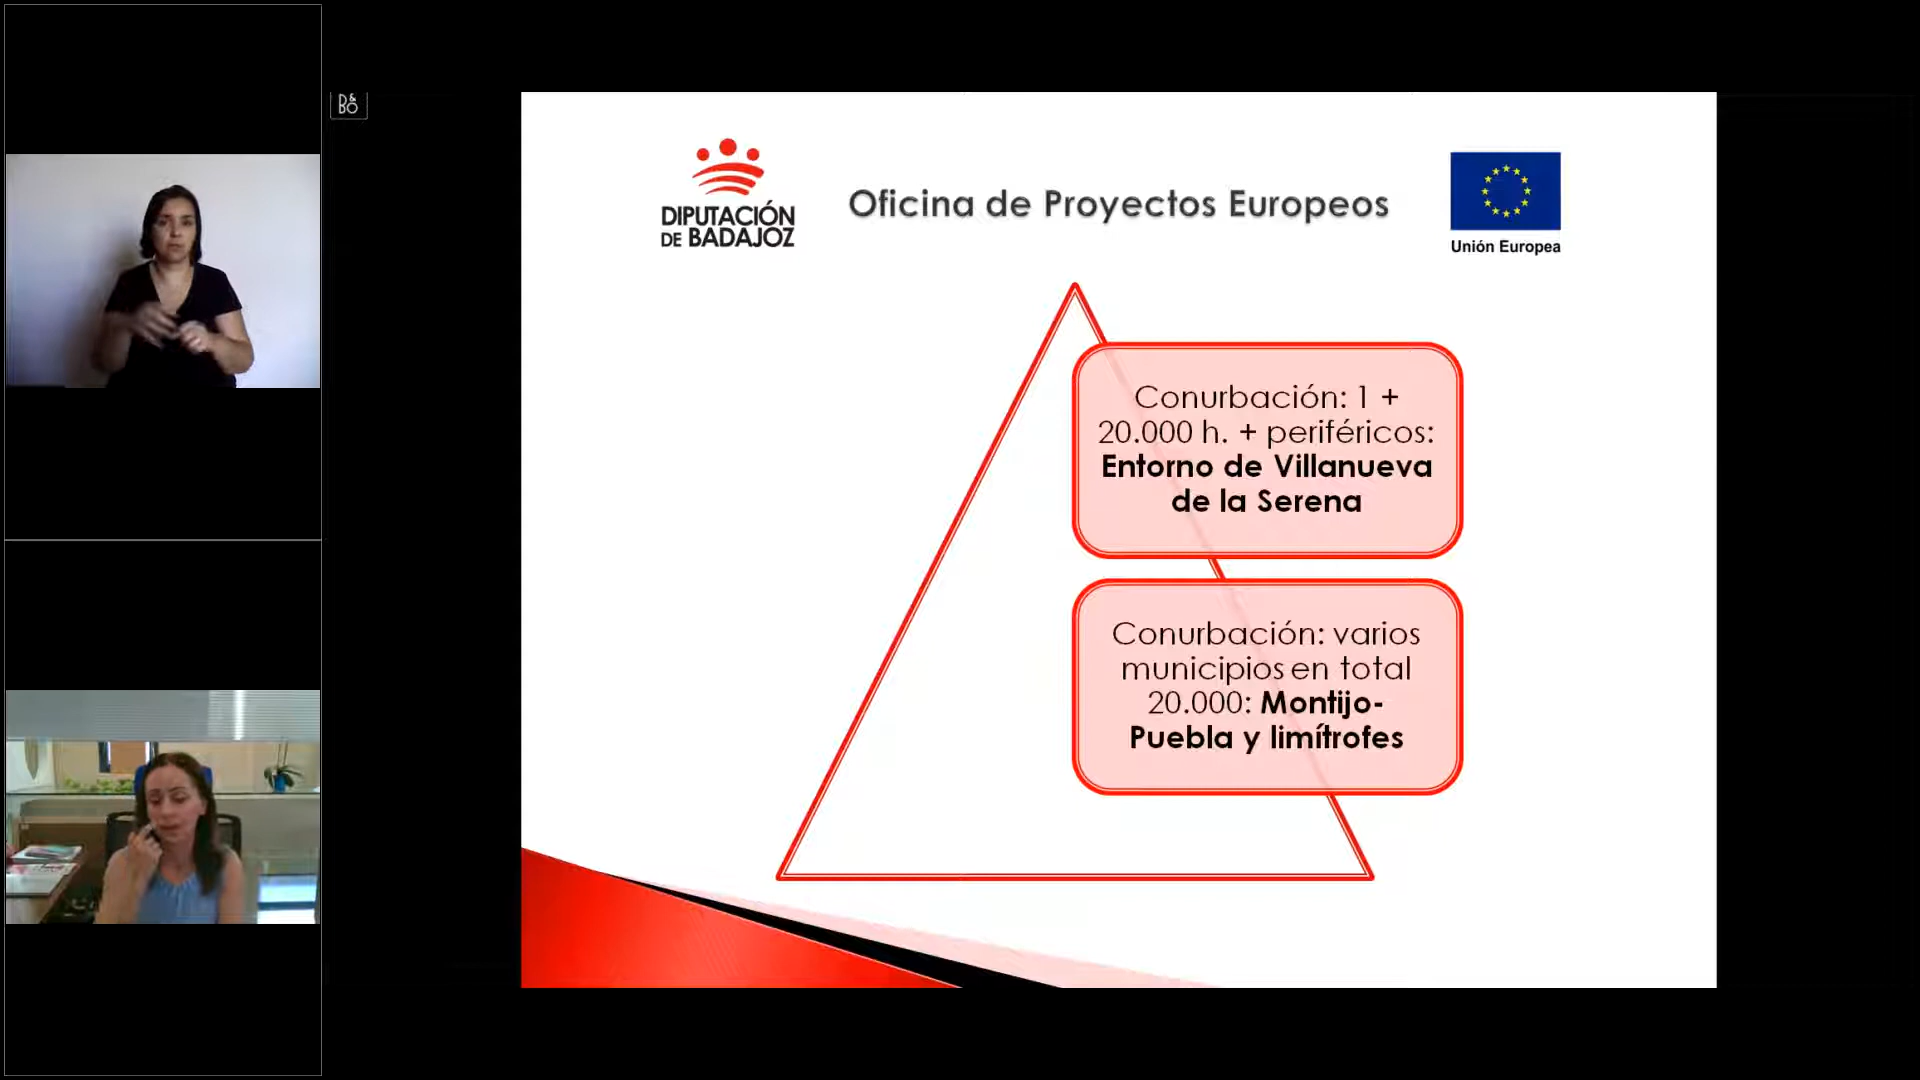 B&O
DIPUTACIÓN
DE BADAJOZ
Oficina de Proyectos Europeos
Unión Europea
Conurbación: 1 +
20.000 h. + periféricos:
Entorno de Villanueva
de la Serena
Conurbación: varios
municipios en total
20.000: Montijo-
Puebla y limítrofes